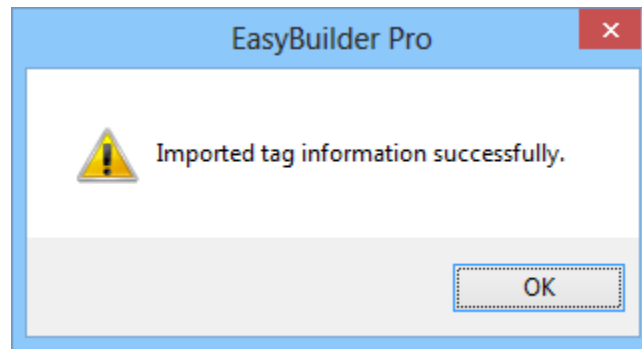 EasyBuilder Pro
Imported tag information successfully.
OK